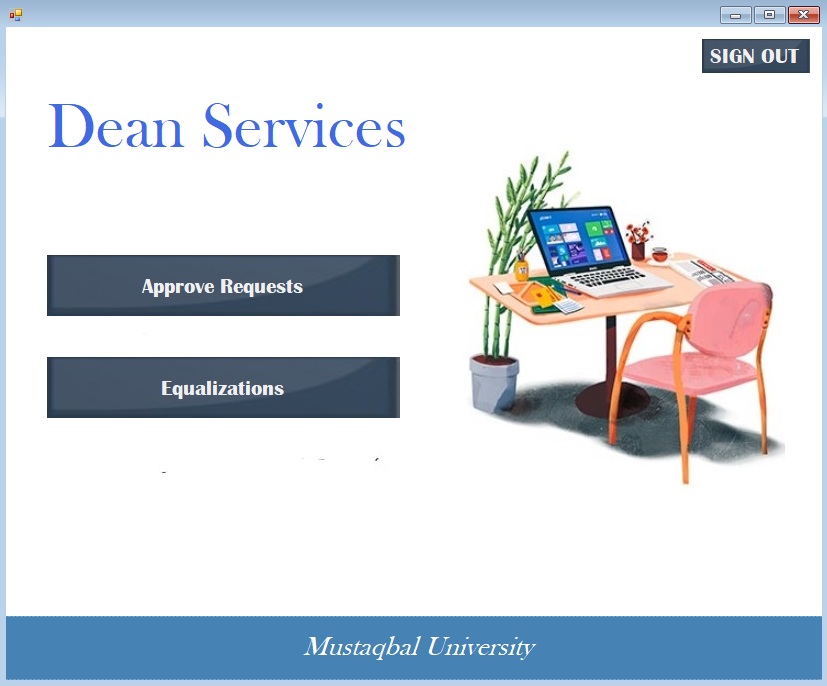 SIGN OUT
Dean Services
Approve Requests
Equalizations
Mustaqbal University